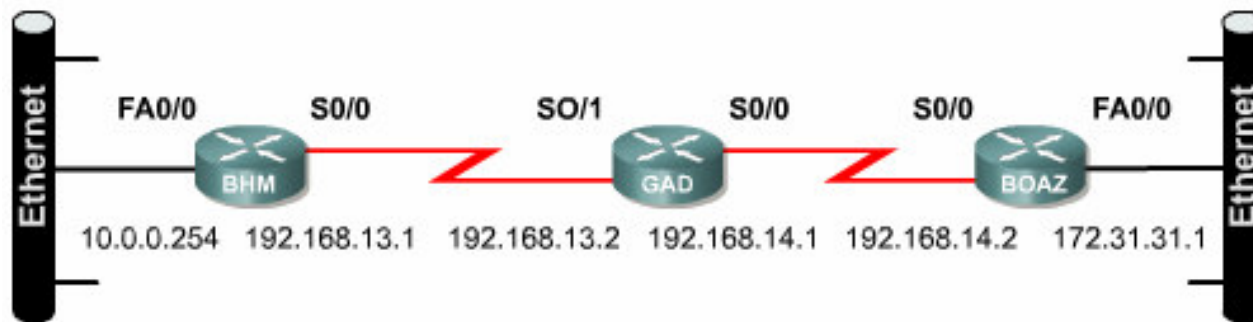 Ethernet
FA0/0 S0/0 SO/1 S0/0 S0/0 FA0/0
BHM GAD BOAZ
10.0.0.254 192.168.13.1 192.168.13.2 192.168.14.1 192.168.14.2 172.31.31.1
Ethernet